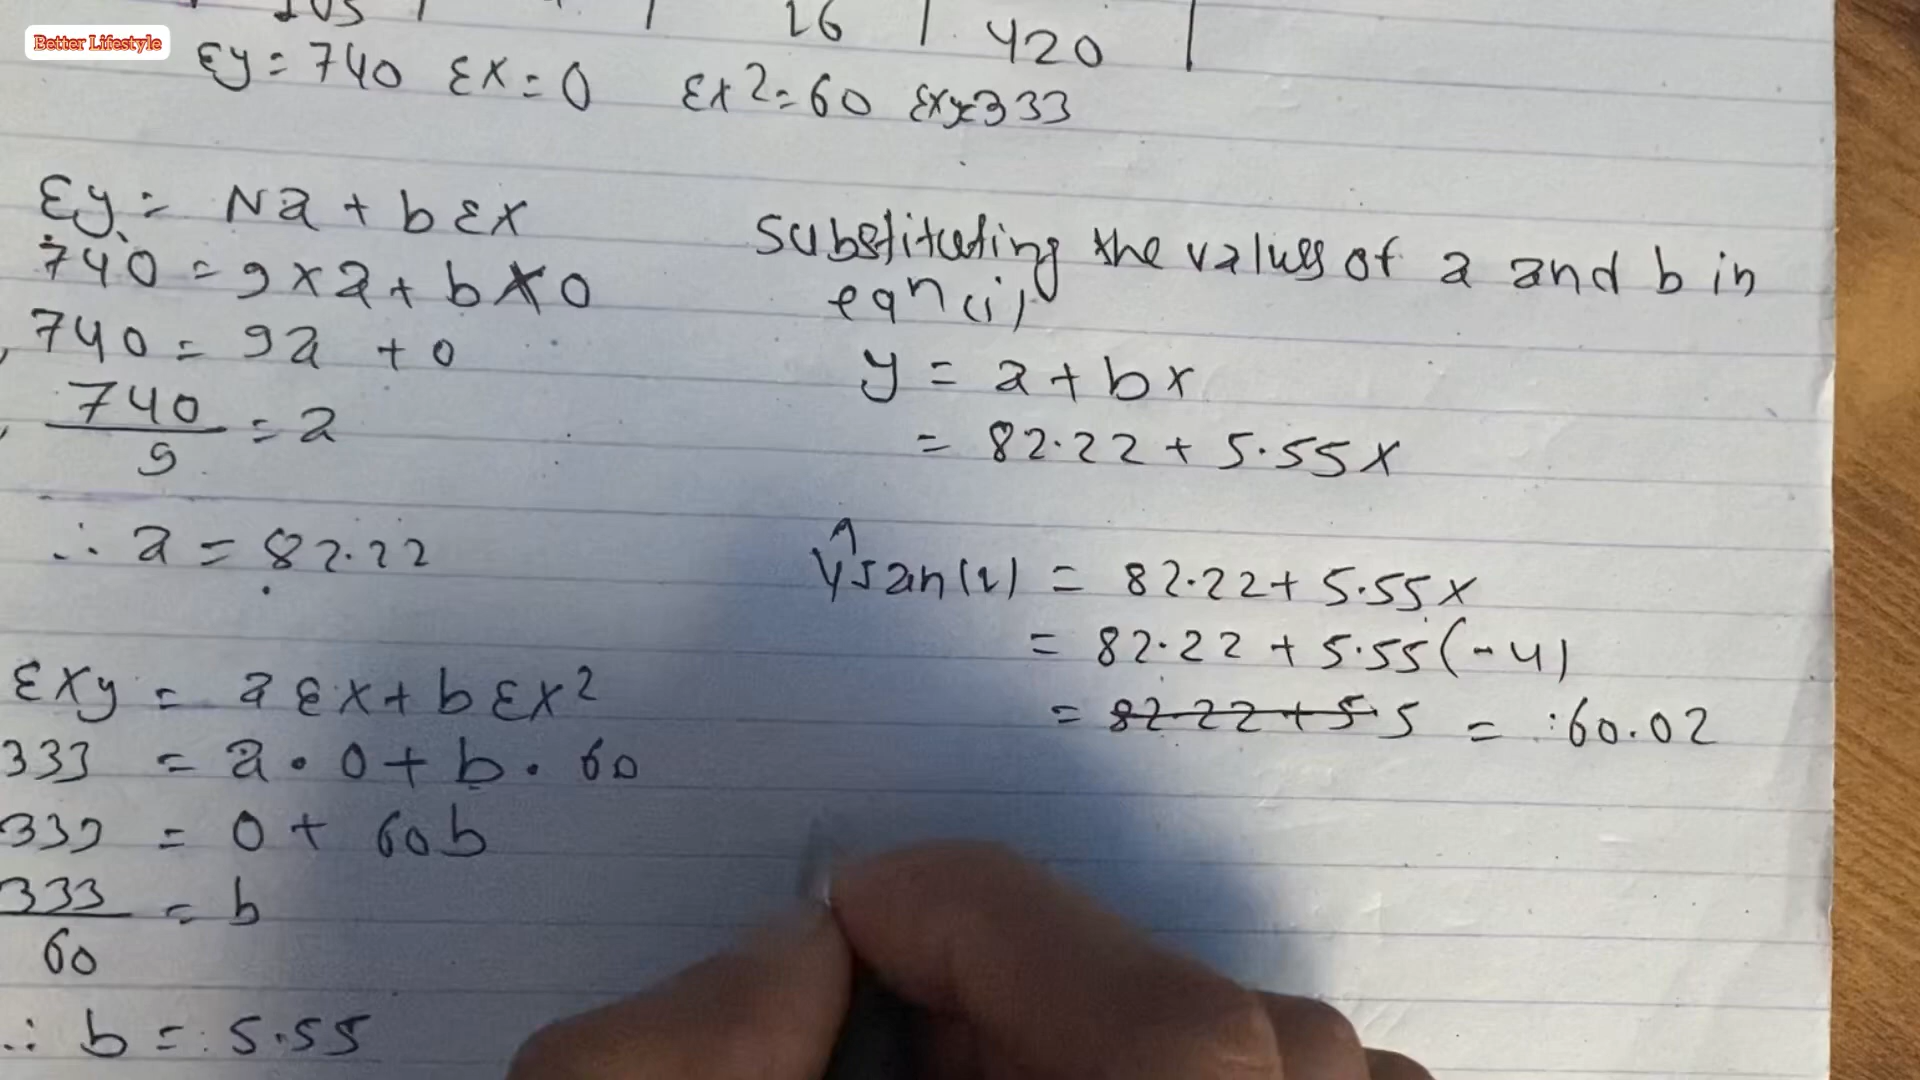 Better Lifestyle
105 26 420
Σy = 740 Σx = 0 Σx2 = 60 Σxy=333
Σy = Na + bΣx
740 = 9 x a + b x 0
740 = 9a + 0
740
9
= a
∴ a = 82.22
Σxy = aΣx + bΣx2
333 = a . 0 + b . 60
333 = 0 + 60b
333
60
= b
∴ b = 5.55
substituting the values of a and b in
eqn (i)
y = a + bx
= 82.22 + 5.55x
= 82.22 + 5.55x
= 82.22 + 5.55(-4)
= 82.22 + 5.5 = 60.02